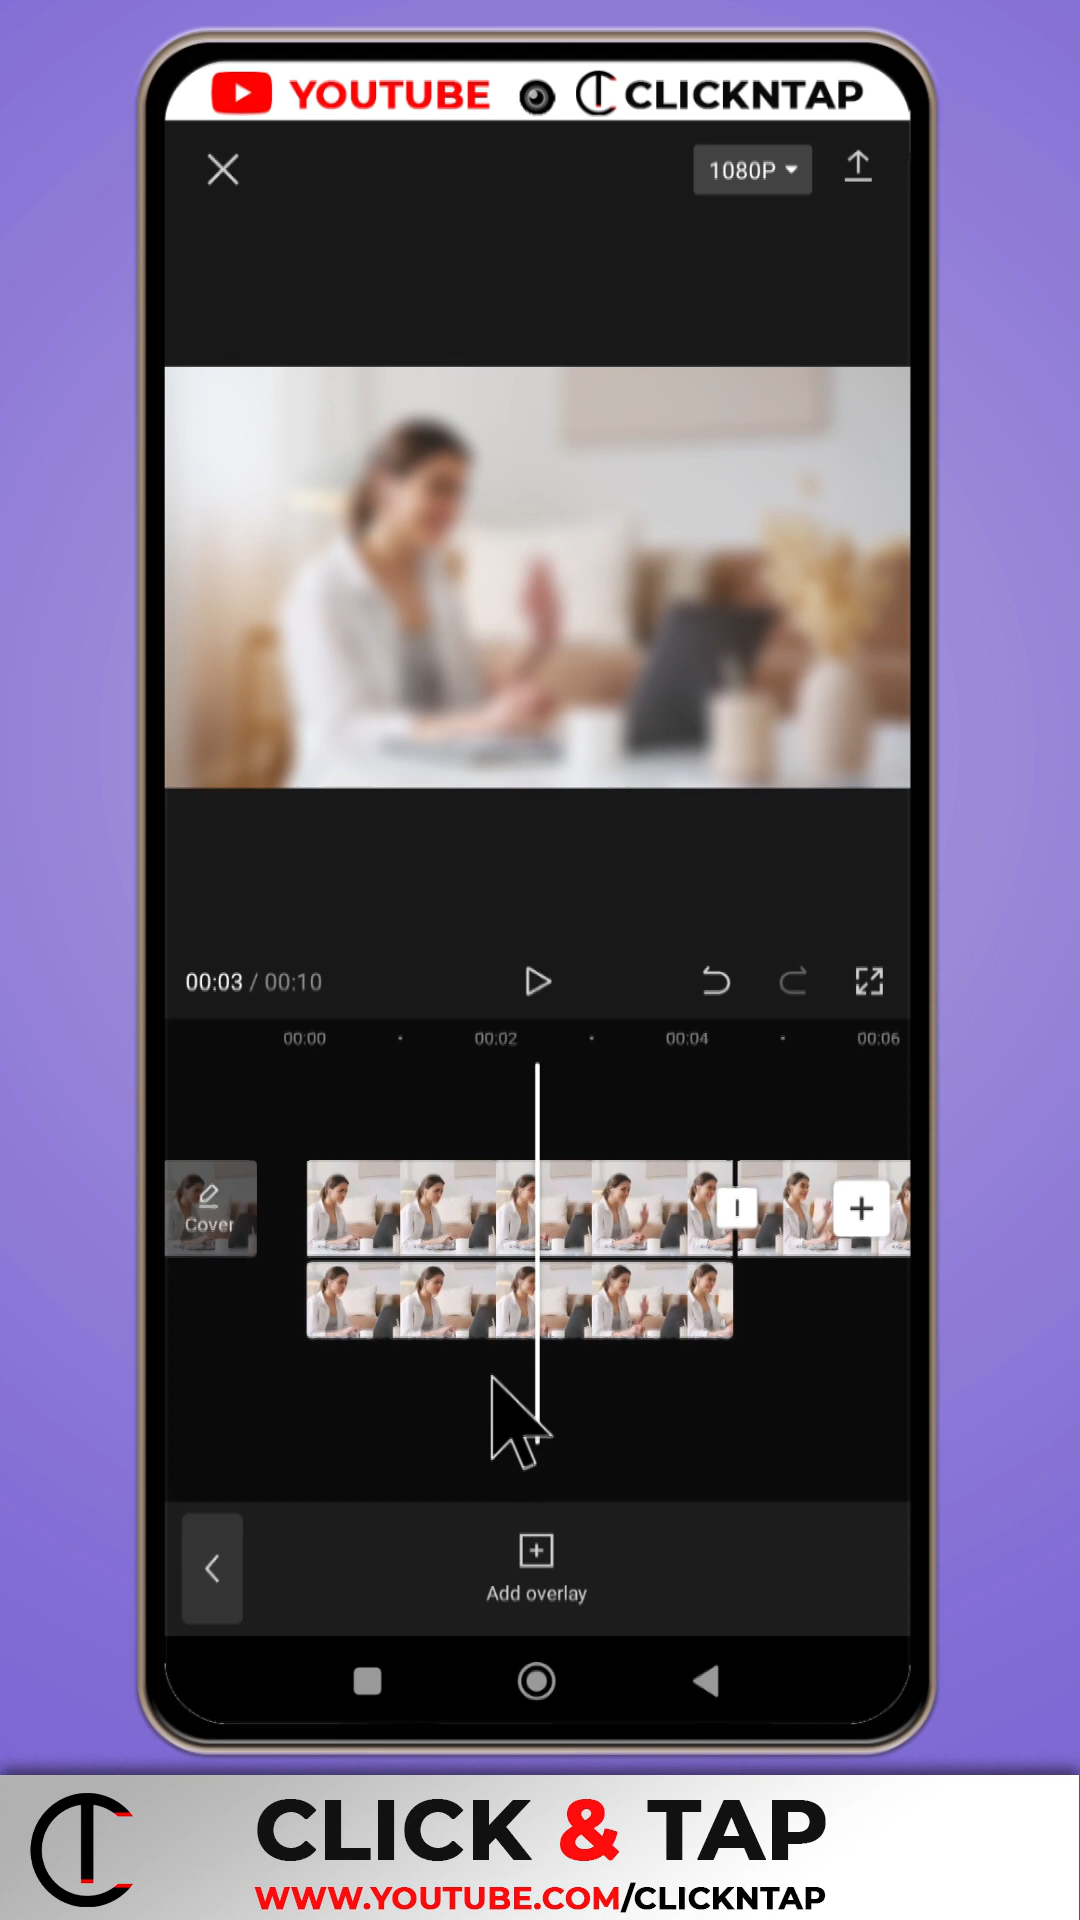 YOUTUBE CLICKNTAP
1080P
00:03 / 00:10
00:00 00:02 00:04 00:06
Cover
Add overlay
CLICK & TAP
WWW.YOUTUBE.COM/CLICKNTAP